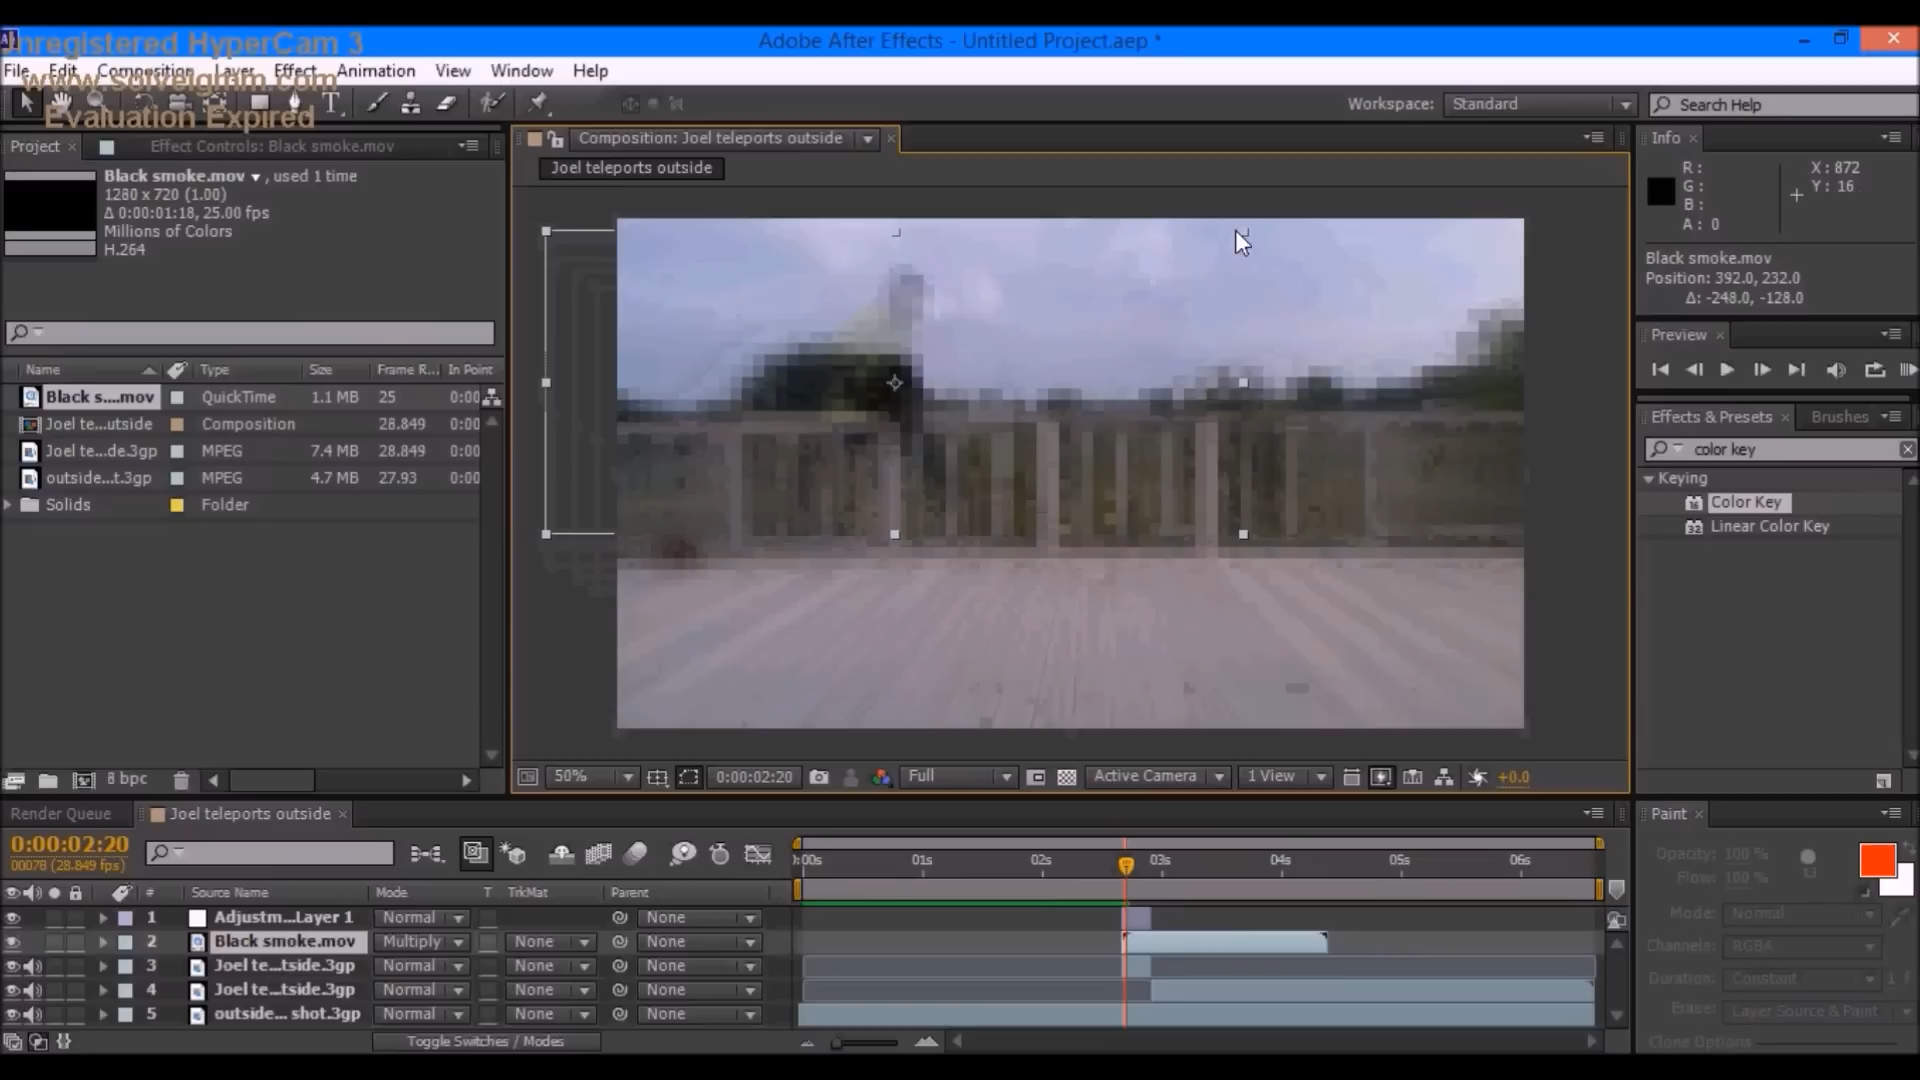 Unregistered HyperCam 3
www.solveigmm.com
Evaluation Expired
Adobe After Effects - Untitled Project.aep *
File Edit Composition Layer Effect Animation View Window Help
Workspace: Standard
Search Help
Project
Effect Controls: Black smoke.mov
Black smoke.mov , used 1 time
1280 x 720 (1.00)
Δ 0:00:01:18, 25.00 fps
Millions of Colors
H.264
Name Type Size Frame R... In Point
Black s....mov QuickTime 1.1 MB 25 0:00
Joel te...utside Composition 28.849 0:00
Joel te...de.3gp MPEG 7.4 MB 28.849 0:00
outside...t.3gp MPEG 4.7 MB 27.93 0:00
Solids Folder
8 bpc
Composition: Joel teleports outside
Joel teleports outside
50% 0:00:02:20 Full Active Camera 1 View +0.0
Info
R: X: 872
G: Y: 16
B:
A: 0
Black smoke.mov
Position: 392.0, 232.0
Δ: -248.0, -128.0
Preview
Effects & Presets Brushes
color key
Keying
Color Key
Linear Color Key
Render Queue Joel teleports outside
0:00:02:20
00078 (28.849 fps)
# Source Name Mode T TrkMat Parent
1 Adjustm...Layer 1 Normal None
2 Black smoke.mov Multiply None None
3 Joel te...tside.3gp Normal None None
4 Joel te...tside.3gp Normal None None
5 outside... shot.3gp Normal None None
Toggle Switches / Modes
:00s 01s 02s 03s 04s 05s 06s
Paint
Opacity: 100 %
Flow: 100 %
Mode: Normal
Channels: RGBA
Duration: Constant 1 f
Erase: Layer Source & Paint
Clone Options